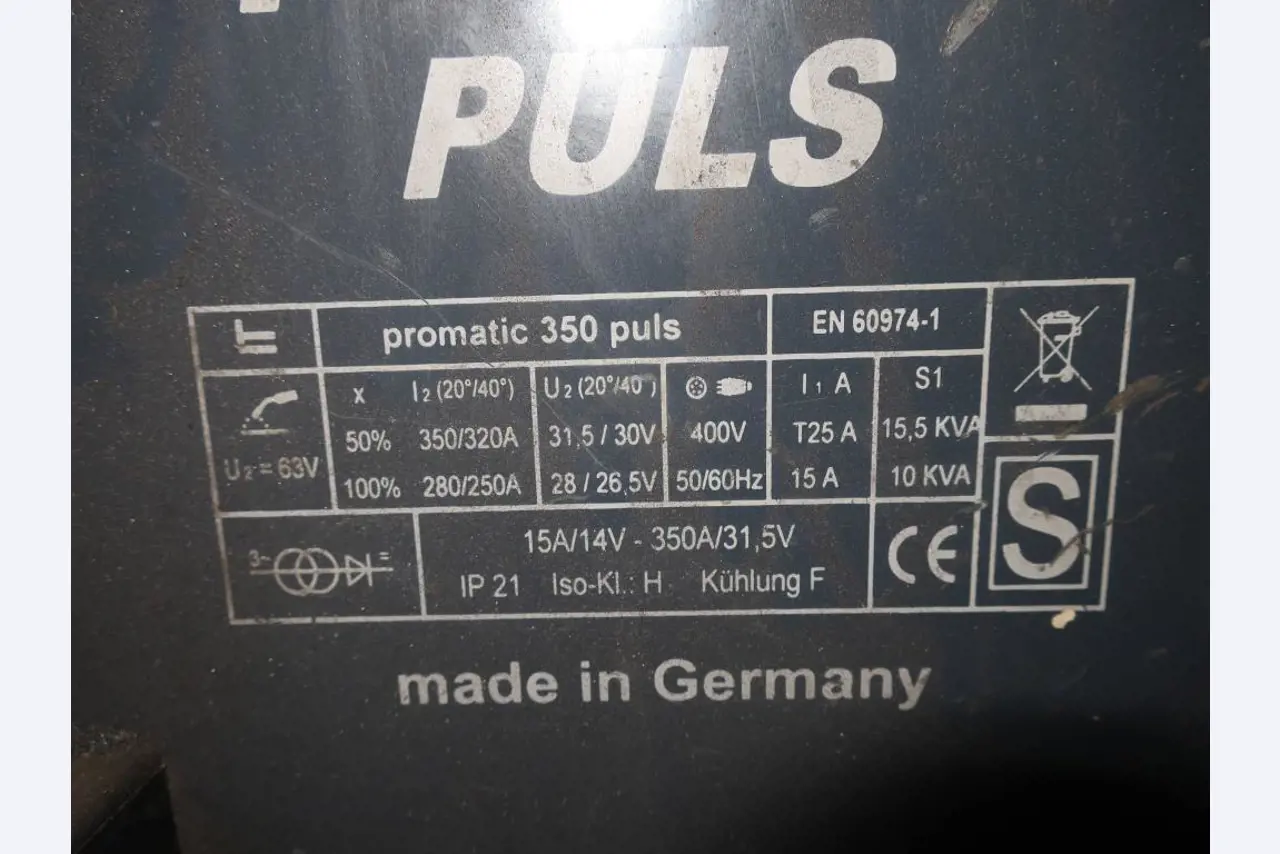 PULS
promatic 350 puls
EN 60974-1
x I2 (20°/40°) U2 (20°/40°) I1 A S1
50% 350/320A 31,5 / 30V 400V T25 A 15,5 KVA
U2 = 63V
100% 280/250A 28 / 26,5V 50/60Hz 15 A 10 KVA
3~ =
15A/14V - 350A/31,5V
IP 21 Iso-Kl.: H Kühlung F
CE
S
made in Germany